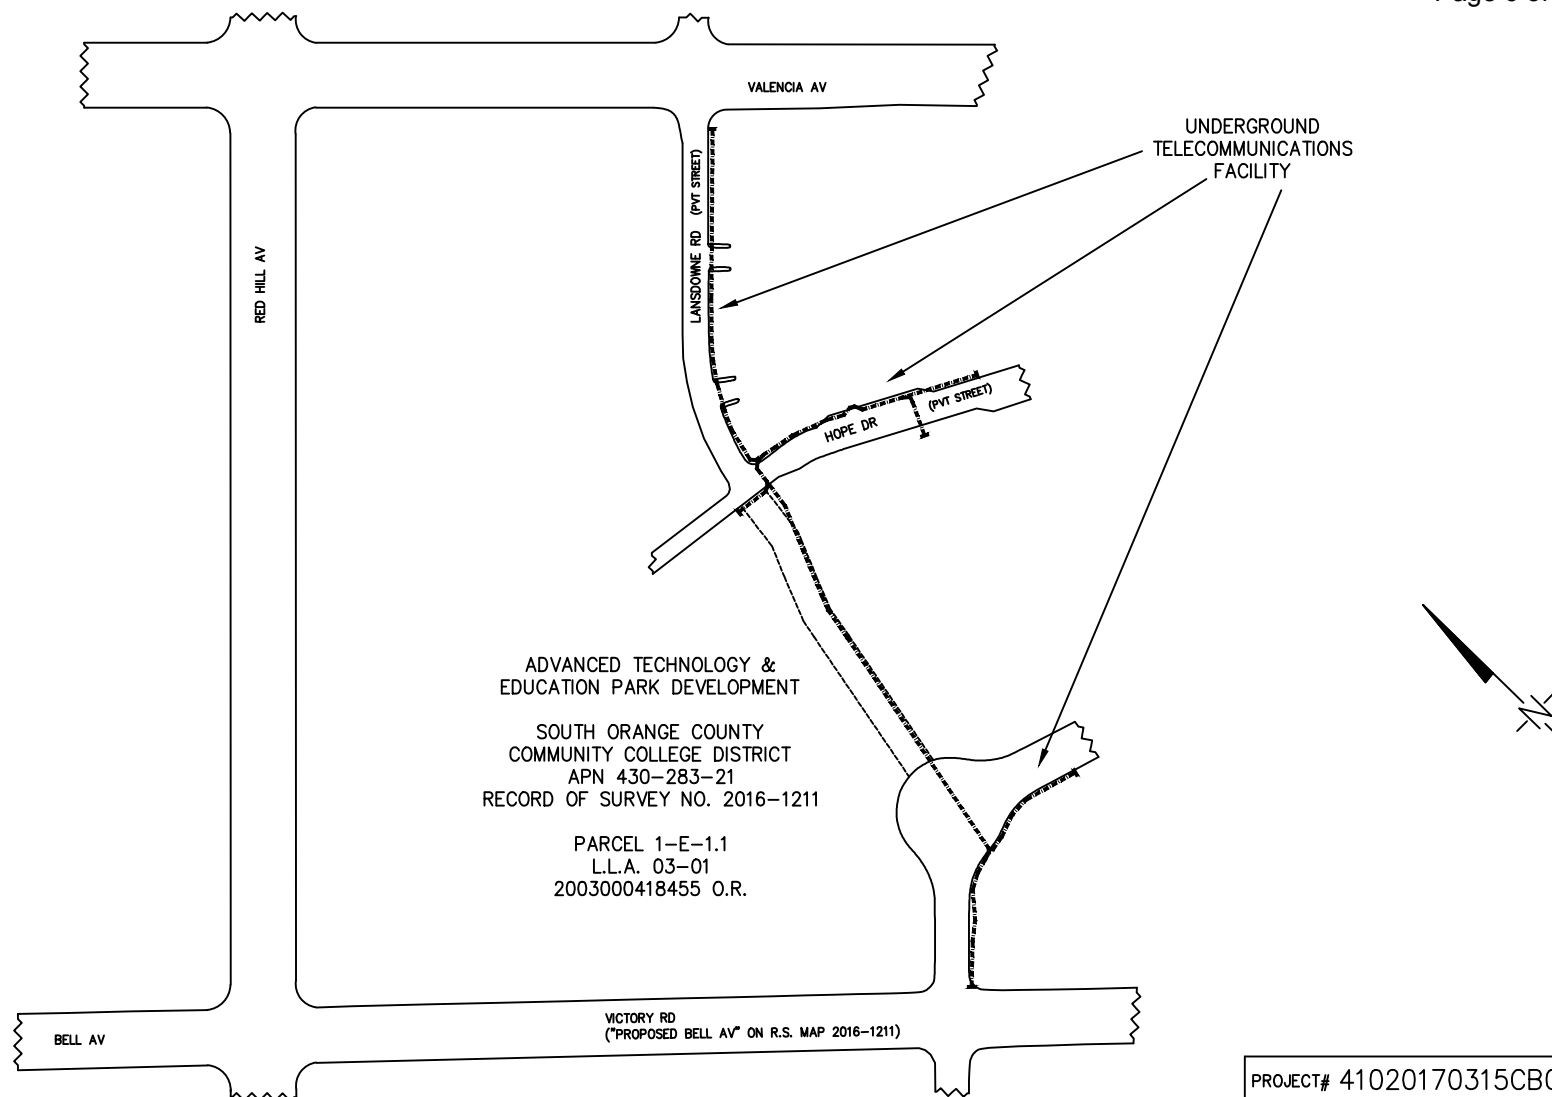 VALENCIA AV
UNDERGROUND
TELECOMMUNICATIONS
FACILITY
LANSDOWNE RD (PVT STREET)
RED HILL AV
(PVT STREET)
HOPE DR
ADVANCED TECHNOLOGY &
EDUCATION PARK DEVELOPMENT
SOUTH ORANGE COUNTY
COMMUNITY COLLEGE DISTRICT
APN 430-283-21
RECORD OF SURVEY NO. 2016-1211
PARCEL 1-E-1.1
L.L.A. 03-01
2003000418455 O.R.
VICTORY RD
("PROPOSED BELL AV" ON R.S. MAP 2016-1211)
BELL AV
PROJECT# 41020170315CB